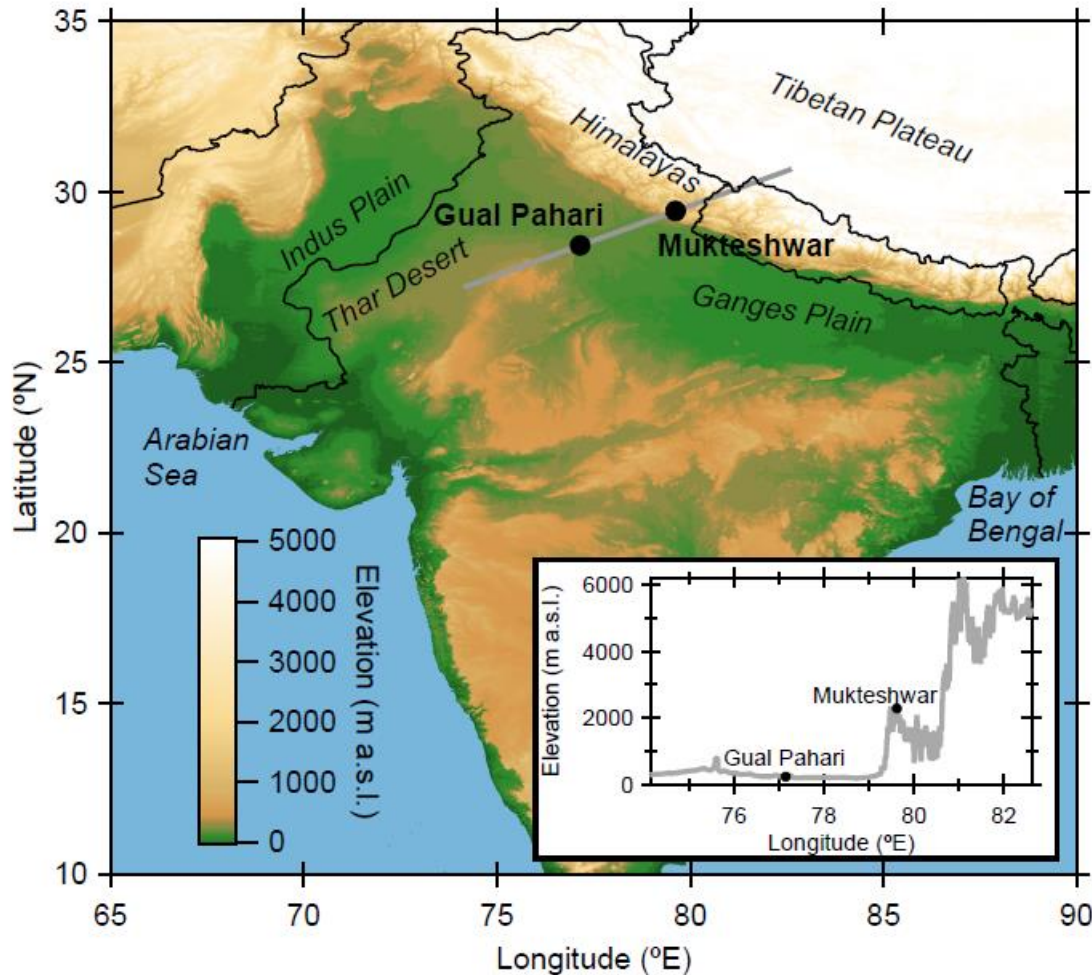 35
30
25
20
15
10
Latitude (ºN)
65
70
75
80
85
90
Longitude (ºE)
Tibetan Plateau
Himalayas
Indus Plain
Gual Pahari
Mukteshwar
Thar Desert
Ganges Plain
Arabian
Sea
Bay of
Bengal
5000
4000
3000
2000
1000
0
Elevation (m a.s.l.)
6000
4000
2000
0
Elevation (m a.s.l.)
Mukteshwar
Gual Pahari
76
78
80
82
Longitude (ºE)